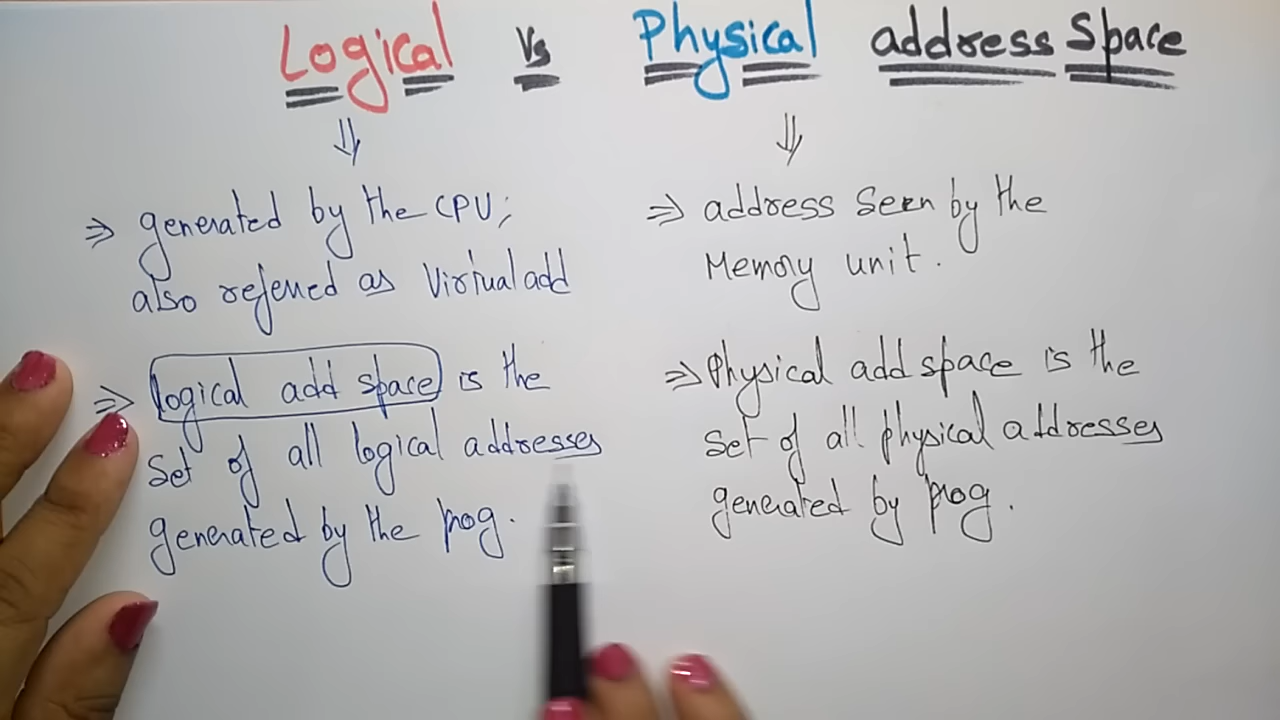 Logical Vs Physical address Space
⇒ generated by the CPU;
also referred as Virtual add
⇒ logical add space is the
Set of all logical addresses
generated by the prog.
⇒ address Seen by the
Memory unit.
⇒ Physical add space is the
Set of all physical addresses
generated by prog.